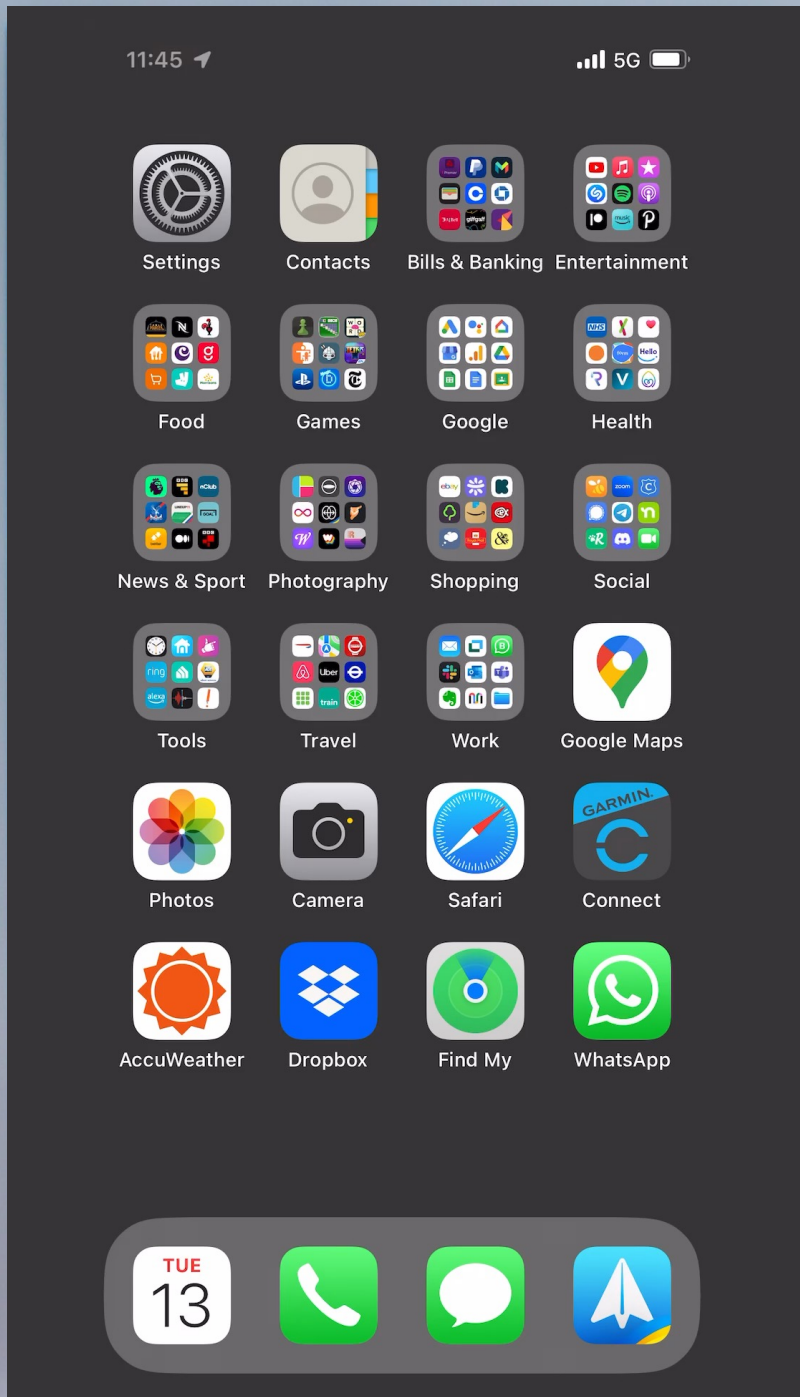 11:45 5G
Settings Contacts Bills & Banking Entertainment
Food Games Google Health
News & Sport Photography Shopping Social
Tools Travel Work Google Maps
GARMIN
Photos Camera Safari Connect
AccuWeather Dropbox Find My WhatsApp
TUE
13